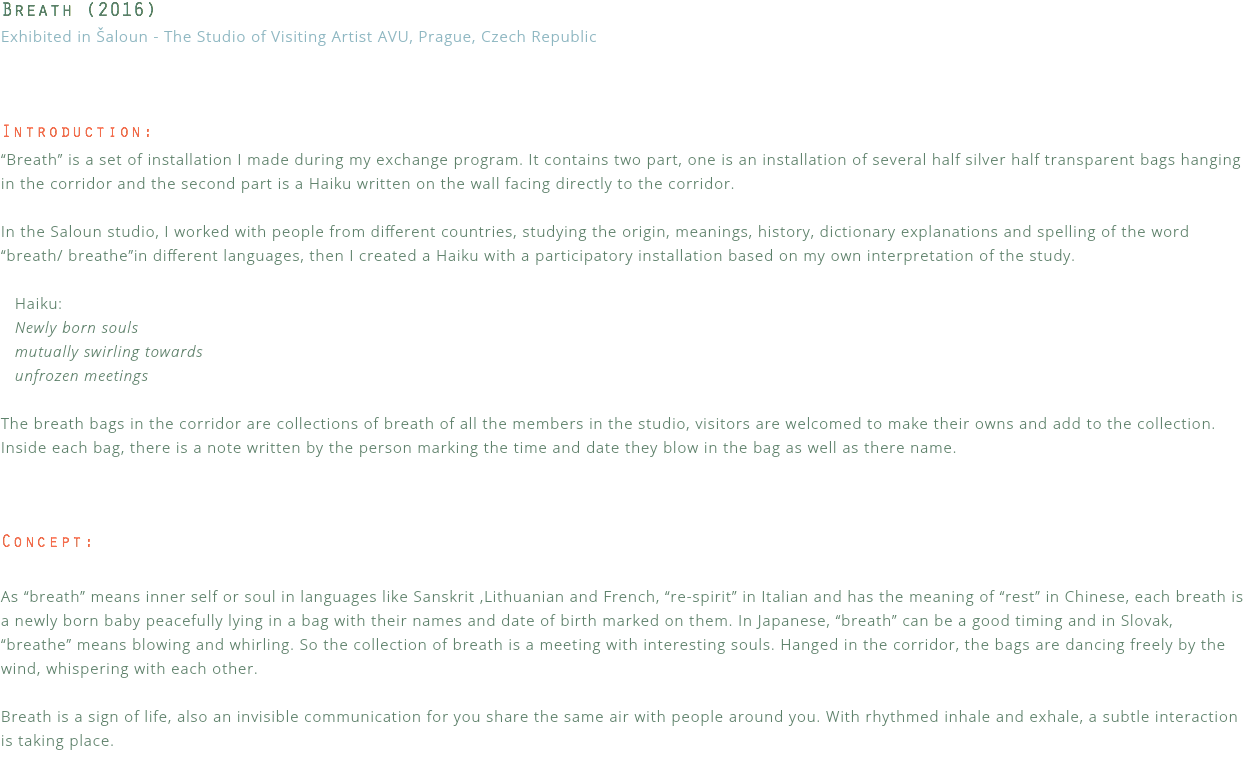 Breath (2016)
Exhibited in Šaloun - The Studio of Visiting Artist AVU, Prague, Czech Republic
Introduction:
“Breath” is a set of installation I made during my exchange program. It contains two part, one is an installation of several half silver half transparent bags hanging
in the corridor and the second part is a Haiku written on the wall facing directly to the corridor.
In the Saloun studio, I worked with people from different countries, studying the origin, meanings, history, dictionary explanations and spelling of the word
“breath/ breathe”in different languages, then I created a Haiku with a participatory installation based on my own interpretation of the study.
Haiku:
Newly born souls
mutually swirling towards
unfrozen meetings
The breath bags in the corridor are collections of breath of all the members in the studio, visitors are welcomed to make their owns and add to the collection.
Inside each bag, there is a note written by the person marking the time and date they blow in the bag as well as there name.
Concept:
As “breath” means inner self or soul in languages like Sanskrit ,Lithuanian and French, “re-spirit” in Italian and has the meaning of “rest” in Chinese, each breath is
a newly born baby peacefully lying in a bag with their names and date of birth marked on them. In Japanese, “breath” can be a good timing and in Slovak,
“breathe” means blowing and whirling. So the collection of breath is a meeting with interesting souls. Hanged in the corridor, the bags are dancing freely by the
wind, whispering with each other.
Breath is a sign of life, also an invisible communication for you share the same air with people around you. With rhythmed inhale and exhale, a subtle interaction
is taking place.